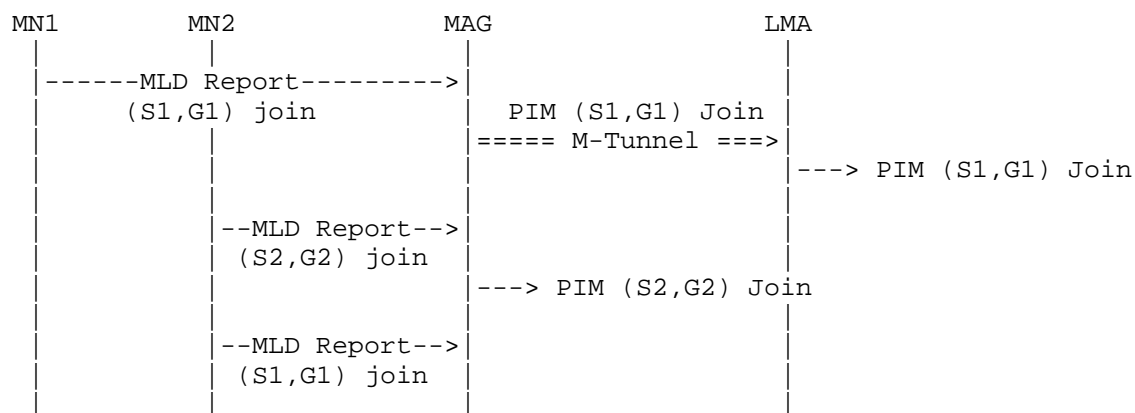 MN1 MN2 MAG LMA
| | | |
|------MLD Report--------->| |
(S1,G1) join | PIM (S1,G1) Join |
| | |===== M-Tunnel ===>|
| | | |---> PIM (S1,G1) Join
| | | |
| |--MLD Report-->| |
| | (S2,G2) join | |
| | |---> PIM (S2,G2) Join
| | | |
| |--MLD Report-->| |
| | (S1,G1) join | |
| | | |